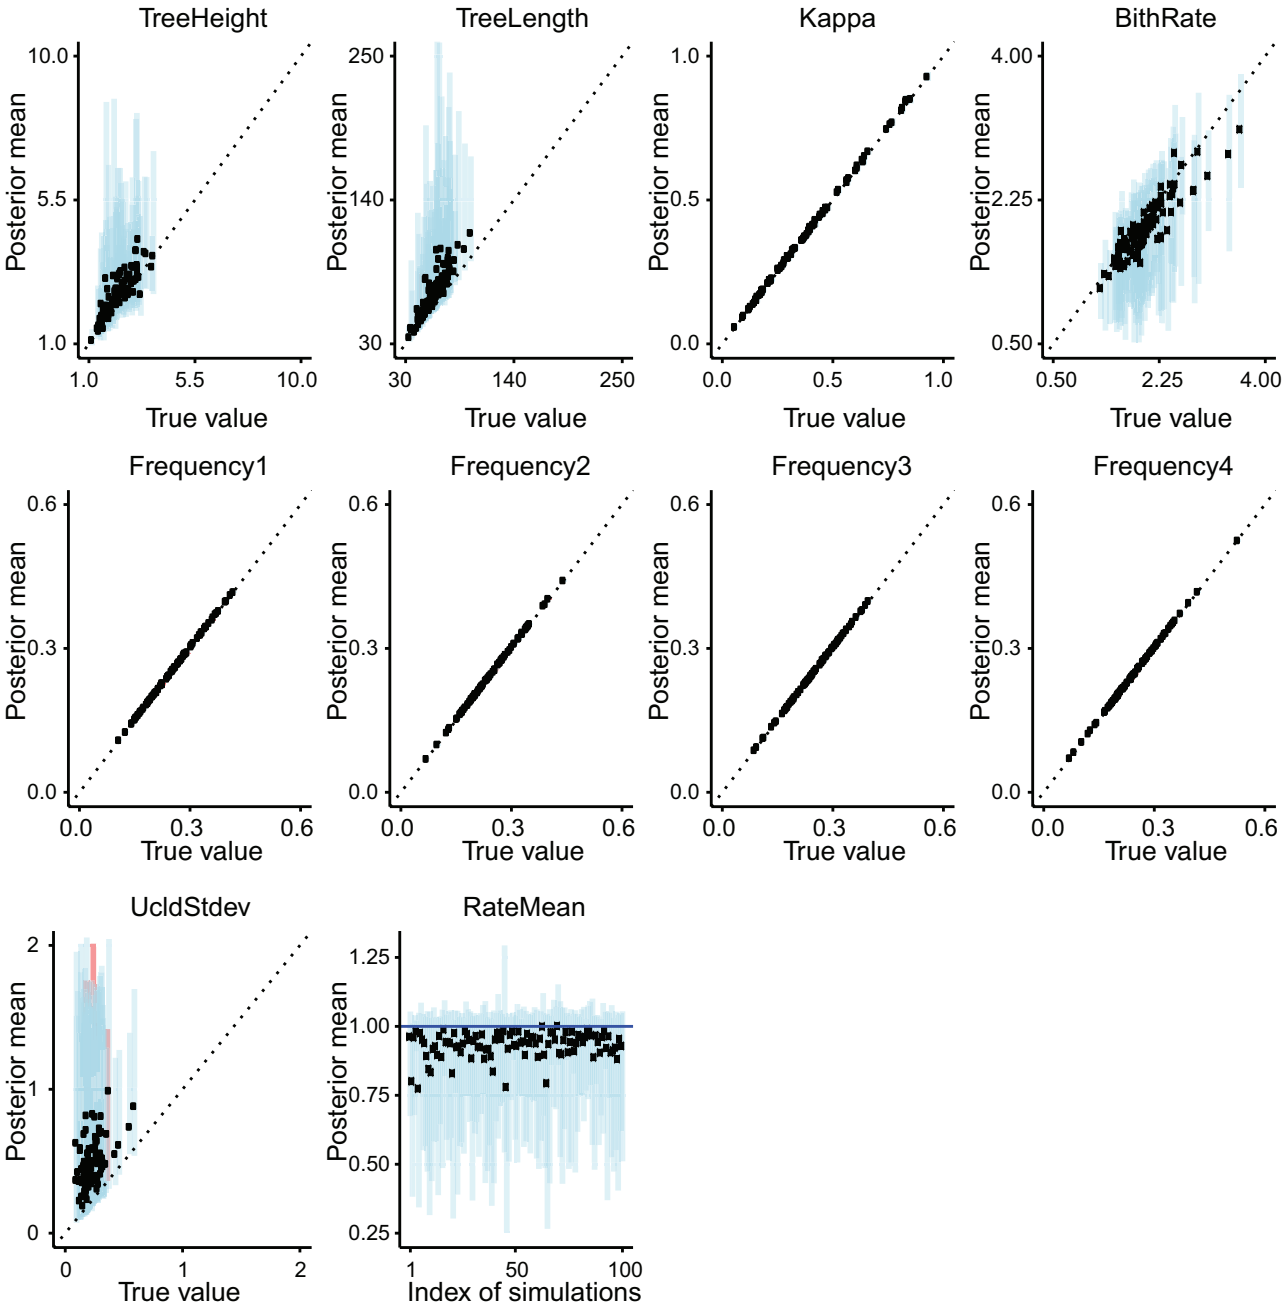 TreeHeight
TreeLength
Kappa
BithRate
Posterior mean
10.0
5.5
1.0
1.0
5.5
10.0
True value
Posterior mean
250
140
30
30
140
250
True value
Posterior mean
1.0
0.5
0.0
0.0
0.5
1.0
True value
Posterior mean
4.00
2.25
0.50
0.50
2.25
4.00
True value
Frequency1
Frequency2
Frequency3
Frequency4
Posterior mean
0.6
0.3
0.0
0.0
0.3
0.6
True value
Posterior mean
0.6
0.3
0.0
0.0
0.3
0.6
True value
Posterior mean
0.6
0.3
0.0
0.0
0.3
0.6
True value
Posterior mean
0.6
0.3
0.0
0.0
0.3
0.6
True value
UcldStdev
RateMean
Posterior mean
2
1
0
0
1
2
True value
Posterior mean
1.25
1.00
0.75
0.50
0.25
1
50
100
Index of simulations